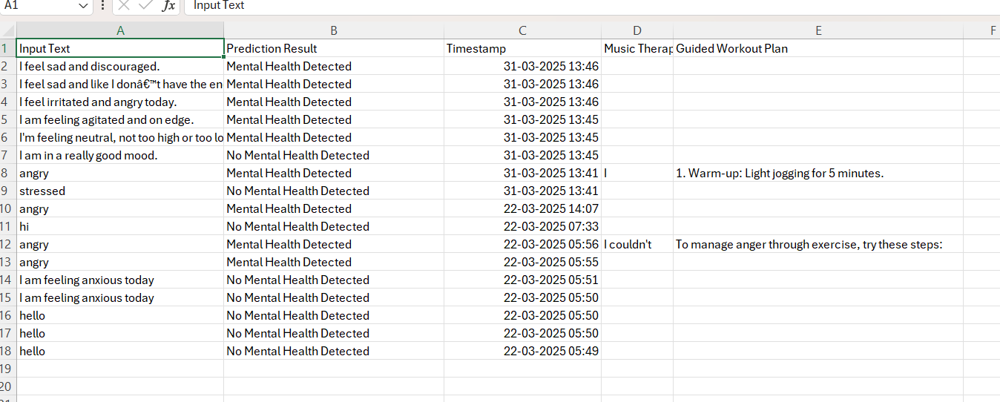 A1 fx Input Text
A B C D E F
1 Input Text Prediction Result Timestamp Music Therap Guided Workout Plan
2 I feel sad and discouraged. Mental Health Detected 31-03-2025 13:46
3 I feel sad and like I donâ€™t have the en Mental Health Detected 31-03-2025 13:46
4 I feel irritated and angry today. Mental Health Detected 31-03-2025 13:46
5 I am feeling agitated and on edge. Mental Health Detected 31-03-2025 13:45
6 I'm feeling neutral, not too high or too lo Mental Health Detected 31-03-2025 13:45
7 I am in a really good mood. No Mental Health Detected 31-03-2025 13:45
8 angry Mental Health Detected 31-03-2025 13:41 I 1. Warm-up: Light jogging for 5 minutes.
9 stressed No Mental Health Detected 31-03-2025 13:41
10 angry Mental Health Detected 22-03-2025 14:07
11 hi No Mental Health Detected 22-03-2025 07:33
12 angry Mental Health Detected 22-03-2025 05:56 I couldn't To manage anger through exercise, try these steps:
13 angry Mental Health Detected 22-03-2025 05:55
14 I am feeling anxious today No Mental Health Detected 22-03-2025 05:51
15 I am feeling anxious today No Mental Health Detected 22-03-2025 05:50
16 hello No Mental Health Detected 22-03-2025 05:50
17 hello No Mental Health Detected 22-03-2025 05:50
18 hello No Mental Health Detected 22-03-2025 05:49
19
20